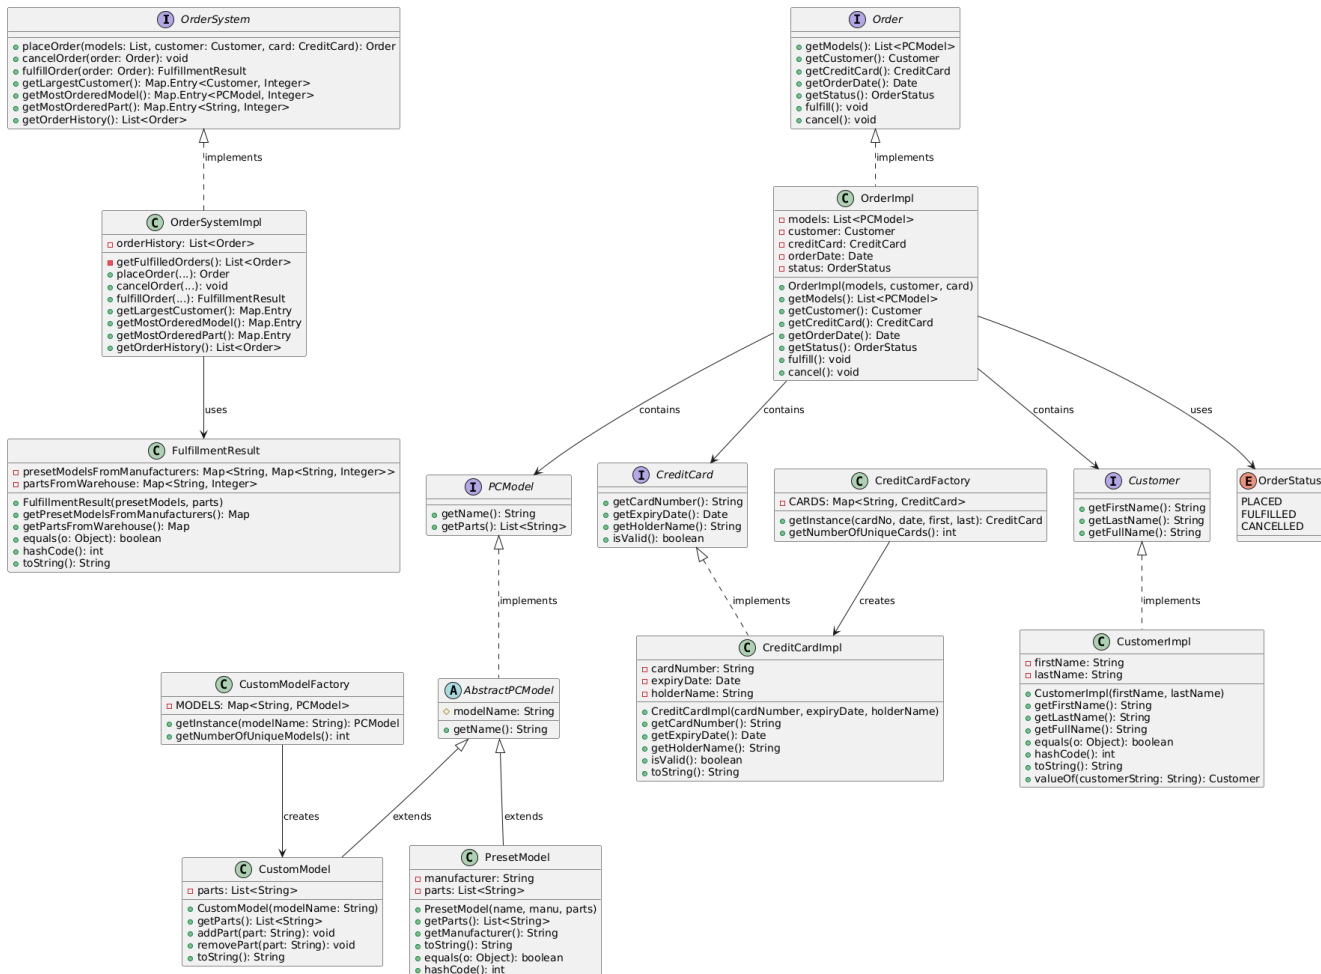 I OrderSystem
placeOrder(models: List, customer: Customer, card: CreditCard): Order
cancelOrder(order: Order): void
fulfillOrder(order: Order): FulfillmentResult
getLargestCustomer(): Map.Entry<Customer, Integer>
getMostOrderedModel(): Map.Entry<PCModel, Integer>
getMostOrderedPart(): Map.Entry<String, Integer>
getOrderHistory(): List<Order>
I Order
getModels(): List<PCModel>
getCustomer(): Customer
getCreditCard(): CreditCard
getOrderDate(): Date
getStatus(): OrderStatus
fulfill(): void
cancel(): void
implements
implements
C OrderSystemImpl
orderHistory: List<Order>
getFulfilledOrders(): List<Order>
placeOrder(...): Order
cancelOrder(...): void
fulfillOrder(...): FulfillmentResult
getLargestCustomer(): Map.Entry
getMostOrderedModel(): Map.Entry
getMostOrderedPart(): Map.Entry
getOrderHistory(): List<Order>
C OrderImpl
models: List<PCModel>
customer: Customer
creditCard: CreditCard
orderDate: Date
status: OrderStatus
OrderImpl(models, customer, card)
getModels(): List<PCModel>
getCustomer(): Customer
getCreditCard(): CreditCard
getOrderDate(): Date
getStatus(): OrderStatus
fulfill(): void
cancel(): void
uses
contains
contains
contains
uses
C FulfillmentResult
presetModelsFromManufacturers: Map<String, Map<String, Integer>>
partsFromWarehouse: Map<String, Integer>
FulfillmentResult(presetModels, parts)
getPresetModelsFromManufacturers(): Map
getPartsFromWarehouse(): Map
equals(o: Object): boolean
hashCode(): int
toString(): String
I PCModel
getName(): String
getParts(): List<String>
I CreditCard
getCardNumber(): String
getExpiryDate(): Date
getHolderName(): String
isValid(): boolean
C CreditCardFactory
CARDS: Map<String, CreditCard>
getInstance(cardNo, date, first, last): CreditCard
getNumberOfUniqueCards(): int
I Customer
getFirstName(): String
getLastName(): String
getFullName(): String
E OrderStatus
PLACED
FULFILLED
CANCELLED
implements
implements
creates
implements
C CustomModelFactory
MODELS: Map<String, PCModel>
getInstance(modelName: String): PCModel
getNumberOfUniqueModels(): int
A AbstractPCModel
modelName: String
getName(): String
C CreditCardImpl
cardNumber: String
expiryDate: Date
holderName: String
CreditCardImpl(cardNumber, expiryDate, holderName)
getCardNumber(): String
getExpiryDate(): Date
getHolderName(): String
isValid(): boolean
toString(): String
C CustomerImpl
firstName: String
lastName: String
CustomerImpl(firstName, lastName)
getFirstName(): String
getLastName(): String
getFullName(): String
equals(o: Object): boolean
hashCode(): int
toString(): String
valueOf(customerString: String): Customer
creates
extends
extends
C CustomModel
parts: List<String>
CustomModel(modelName: String)
getParts(): List<String>
addPart(part: String): void
removePart(part: String): void
toString(): String
C PresetModel
manufacturer: String
parts: List<String>
PresetModel(name, manu, parts)
getParts(): List<String>
getManufacturer(): String
toString(): String
equals(o: Object): boolean
hashCode(): int